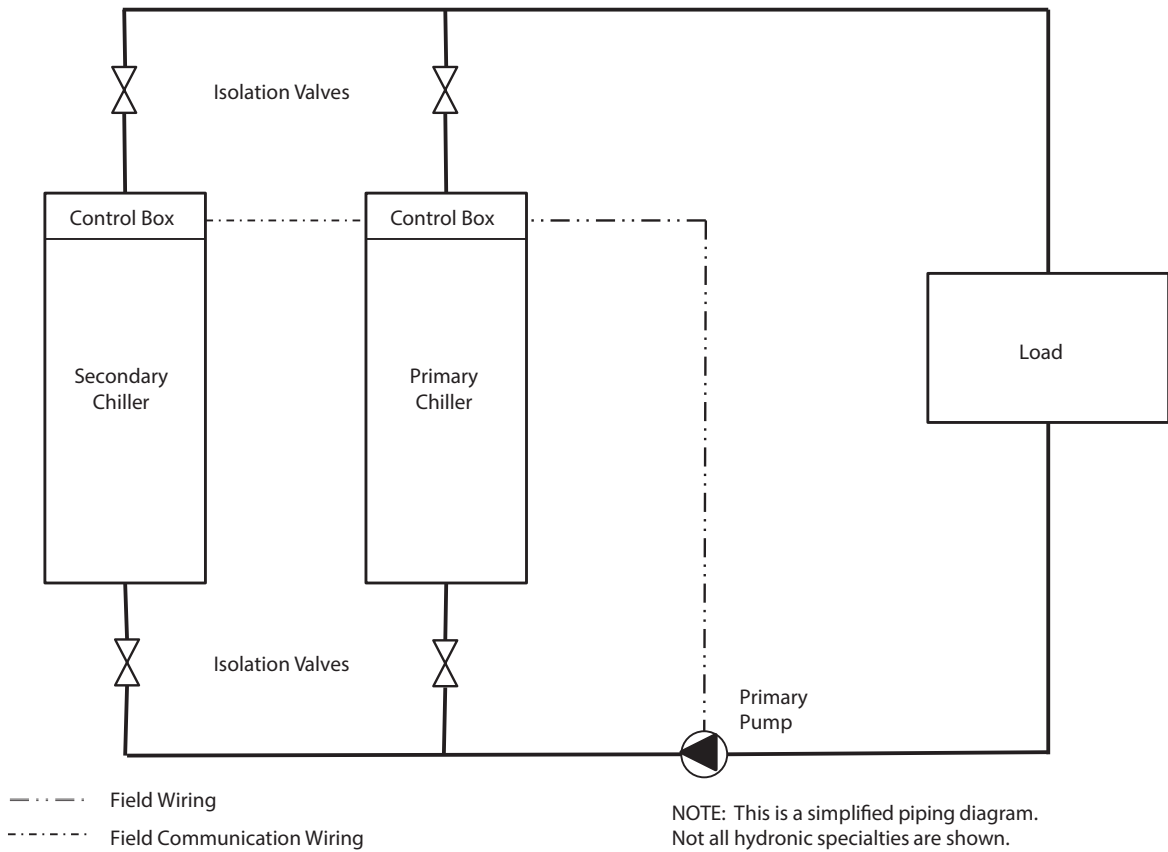 Isolation Valves
Control Box
Control Box
Secondary
Chiller
Primary
Chiller
Load
Isolation Valves
Primary
Pump
Field Wiring
Field Communication Wiring
NOTE:  This is a simplified piping diagram.
Not all hydronic specialties are shown.